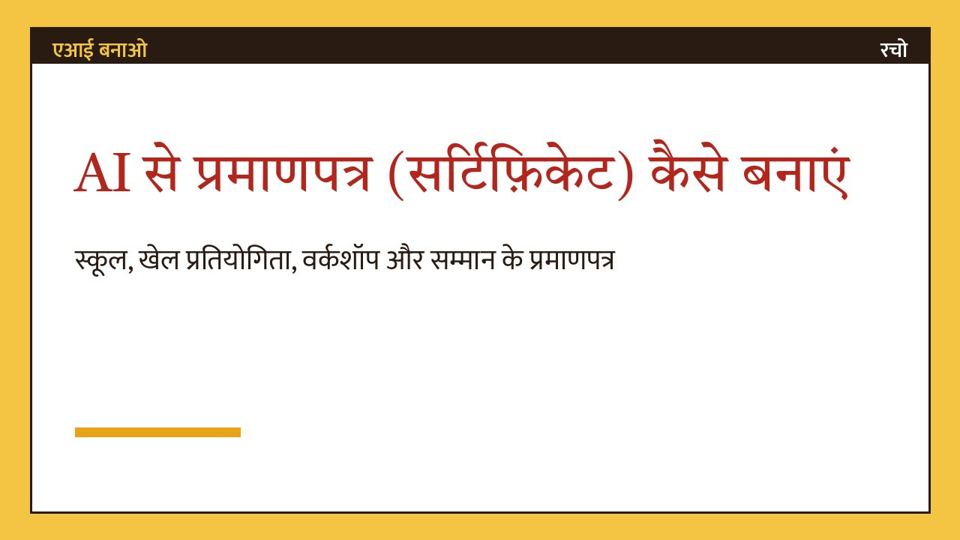 एआई बनाओ
रचो
AI से प्रमाणपत्र (सर्टिफ़िकेट) कैसे बनाएं
स्कूल, खेल प्रतियोगिता, वर्कशॉप और सम्मान के प्रमाणपत्र